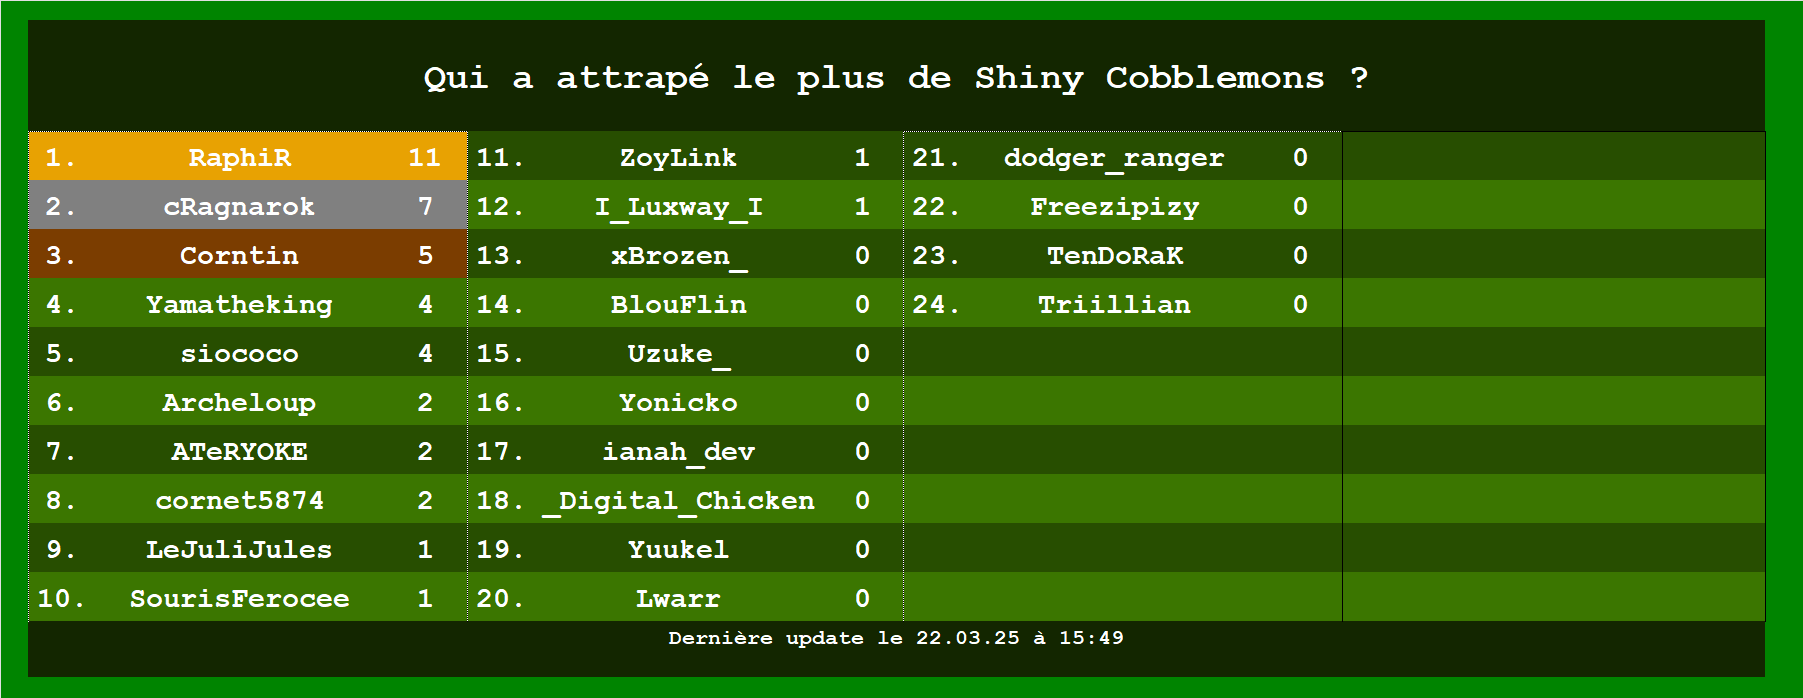 Qui a attrapé le plus de Shiny Cobblemons ?
1. RaphiR 11
2. cRagnarok 7
3. Corntin 5
4. Yamatheking 4
5. siococo 4
6. Archeloup 2
7. ATeRYOKE 2
8. cornet5874 2
9. LeJuliJules 1
10. SourisFerocee 1
11. ZoyLink 1
12. I_Luxway_I 1
13. xBrozen_ 0
14. BlouFlin 0
15. Uzuke_ 0
16. Yonicko 0
17. ianah_dev 0
18. _Digital_Chicken 0
19. Yuukel 0
20. Lwarr 0
21. dodger_ranger 0
22. Freezipizy 0
23. TenDoRaK 0
24. Triillian 0
Dernière update le 22.03.25 à 15:49